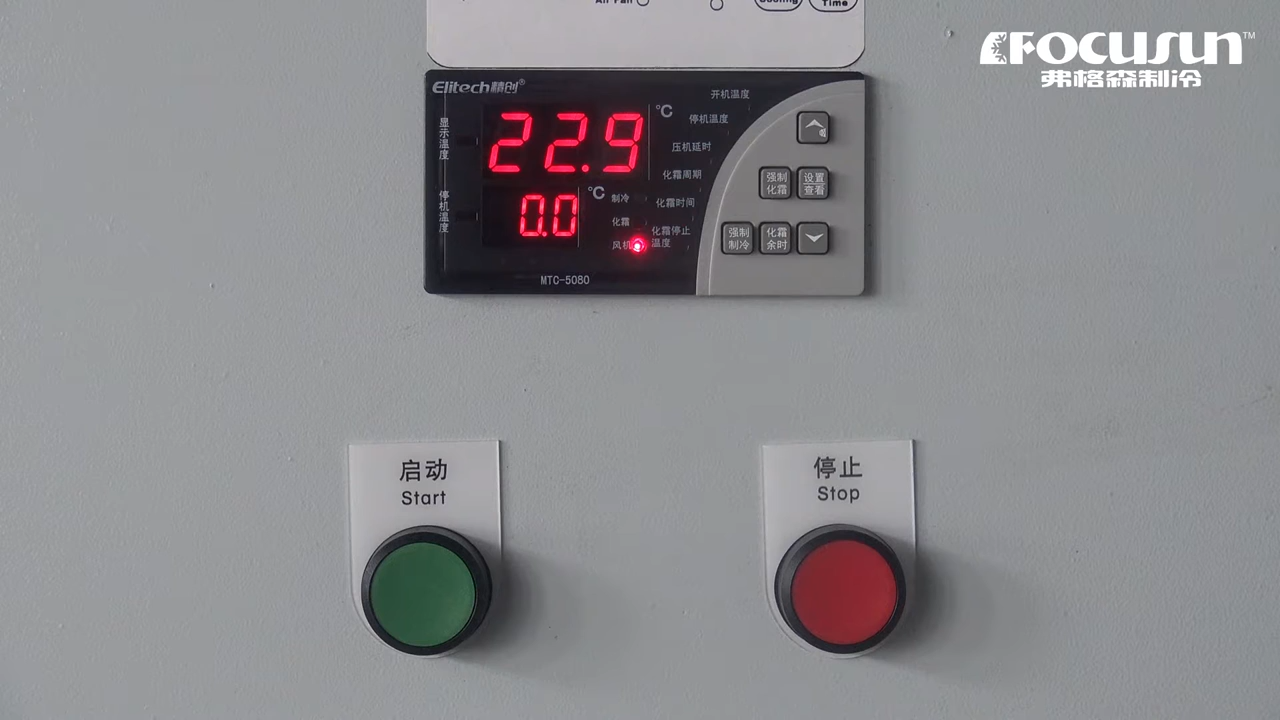 Air Fan
Cooling
Time
FOCUSUN™
弗格森制冷
Elitech精创®
显示温度
22.9
℃
停机温度
0.0
℃
制冷
化霜
风机
开机温度
停机温度
压机延时
化霜周期
化霜时间
化霜停止
温度
强制
化霜
设置
查看
强制
制冷
化霜
余时
MTC-5080
启动
Start
停止
Stop